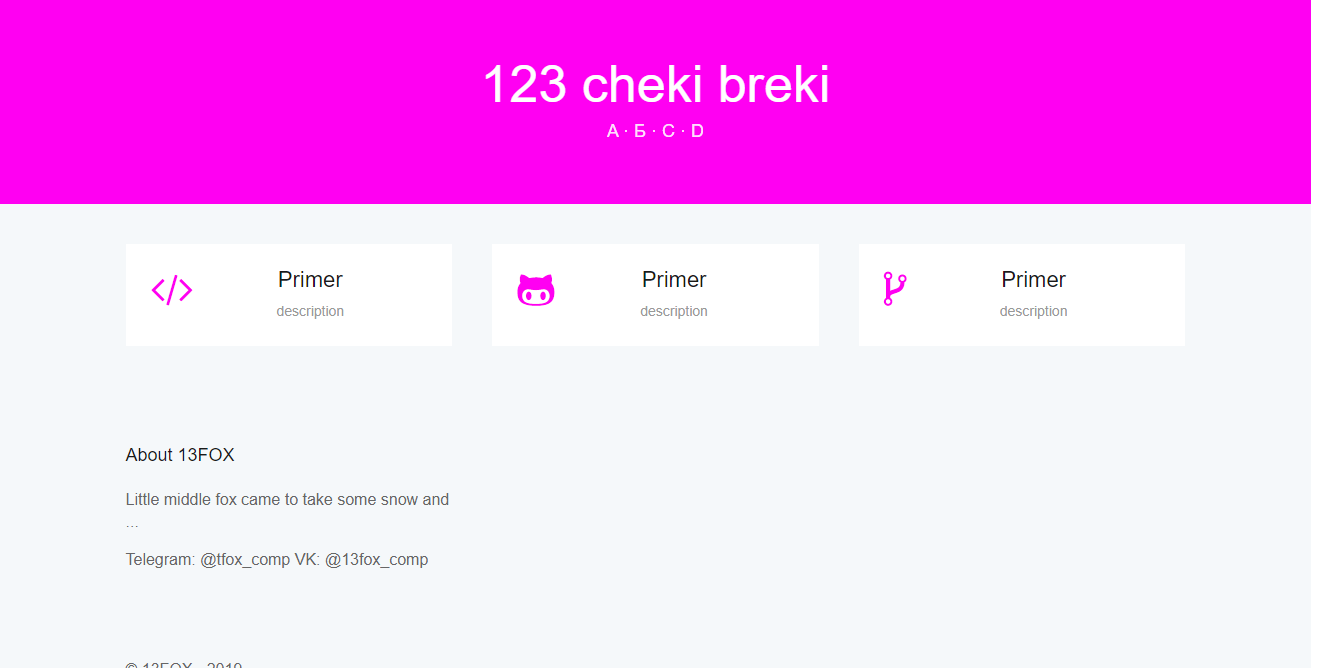 123 cheki breki
A · Б · C · D
Primer
description
Primer
description
Primer
description
About 13FOX
Little middle fox came to take some snow and
...
Telegram: @tfox_comp VK: @13fox_comp
© 13FOX - 2019